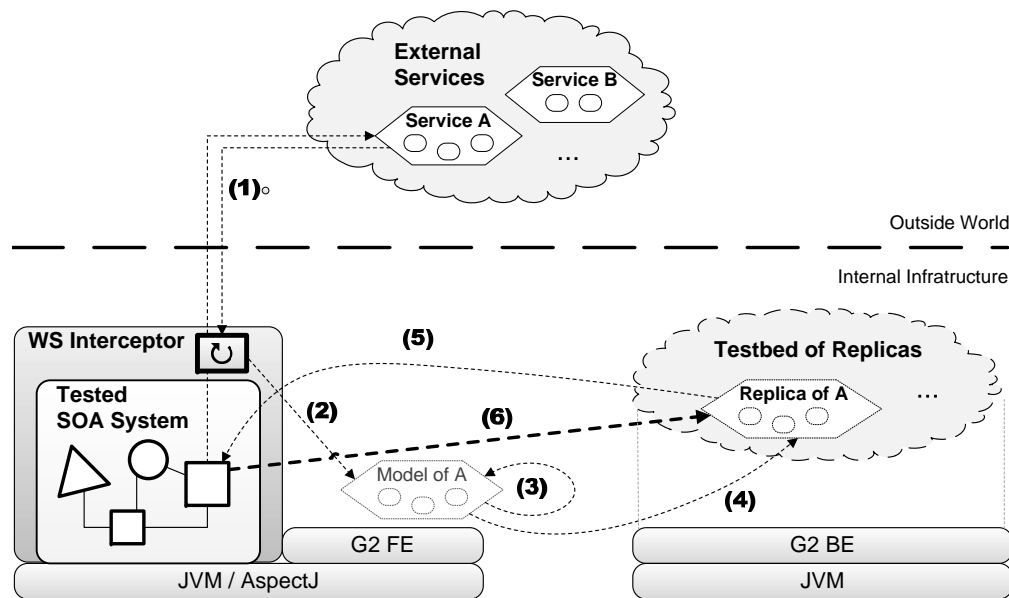 External
Services
Service B
Service A
...
(1)
Outside World
Internal Infratructure
WS Interceptor
(5)
Testbed of Replicas
Tested
SOA System
(2)
(6)
Replica of A
...
Model of A
(3)
(4)
G2 FE
G2 BE
JVM / AspectJ
JVM